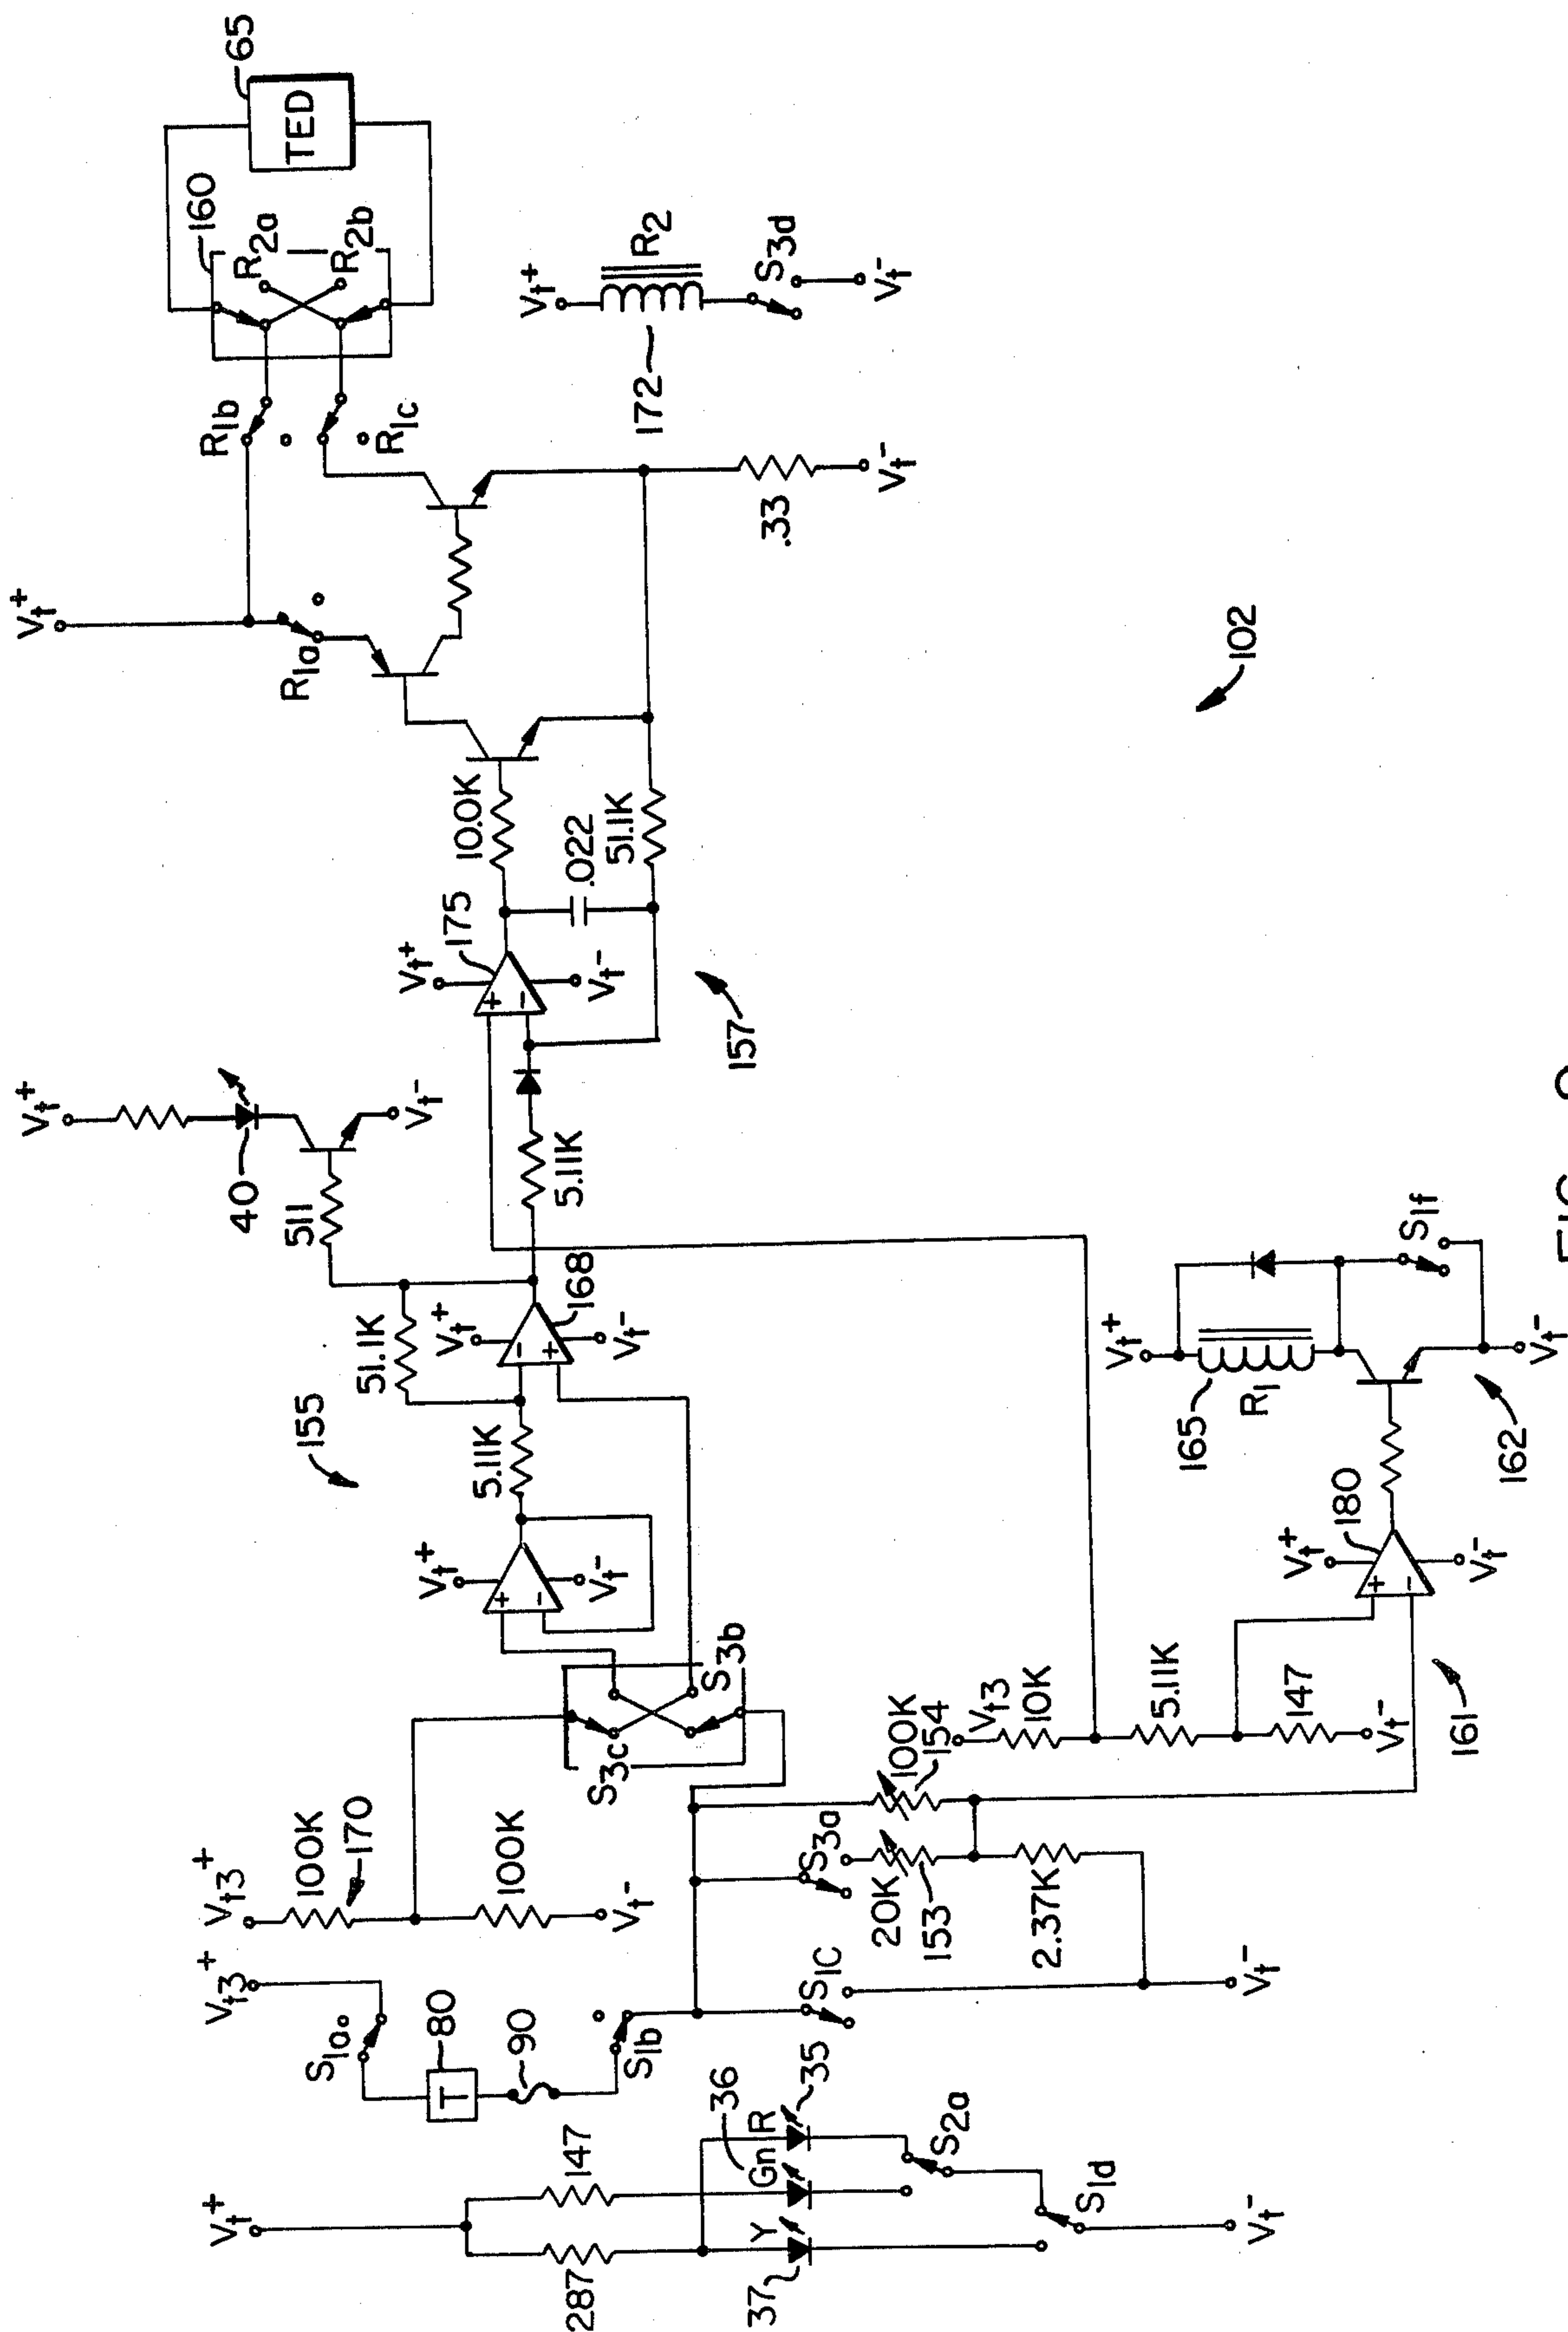 Vt+
287
147
37
Y
Gn
36
R
35
S2a
S1d
Vt-
Vt3+
S1a
T
80
90
S1b
S1C
Vt-
Vt3+
100K
170
100K
Vt-
S3c
S3b
S3a
20K
153
2.37K
100K
154
Vt3
10K
5.11K
147
Vt-
161
155
Vt+
Vt-
5.11K
51.1K
Vt+
Vt-
168
511
40
Vt+
Vt-
5.11K
157
Vt+
175
Vt-
10.0K
.022
51.1K
Vt+
R1a
R1b
R1c
160
R2a
R2b
TED
65
.33
Vt-
Vt+
172
R2
S3d
Vt-
102
Vt+
180
Vt-
Vt+
165
R1
S1f
162
Vt-